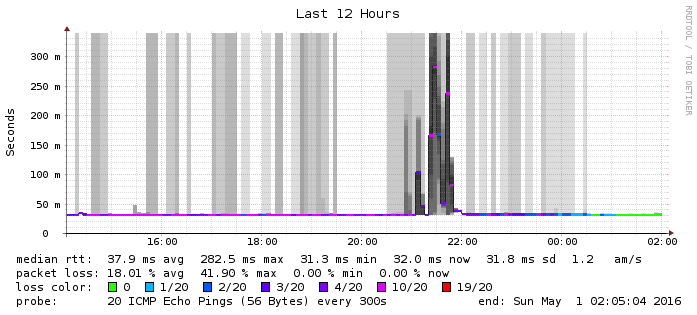 Last 12 Hours
RRDTOOL / TOBI OETIKER
Seconds
300 m
250 m
200 m
150 m
100 m
50 m
0
16:00 18:00 20:00 22:00 00:00 02:00
median rtt: 37.9 ms avg 282.5 ms max 31.3 ms min 32.0 ms now 31.8 ms sd 1.2 am/s
packet loss: 18.01 % avg 41.90 % max 0.00 % min 0.00 % now
loss color: 0 1/20 2/20 3/20 4/20 10/20 19/20
probe: 20 ICMP Echo Pings (56 Bytes) every 300s end: Sun May 1 02:05:04 2016